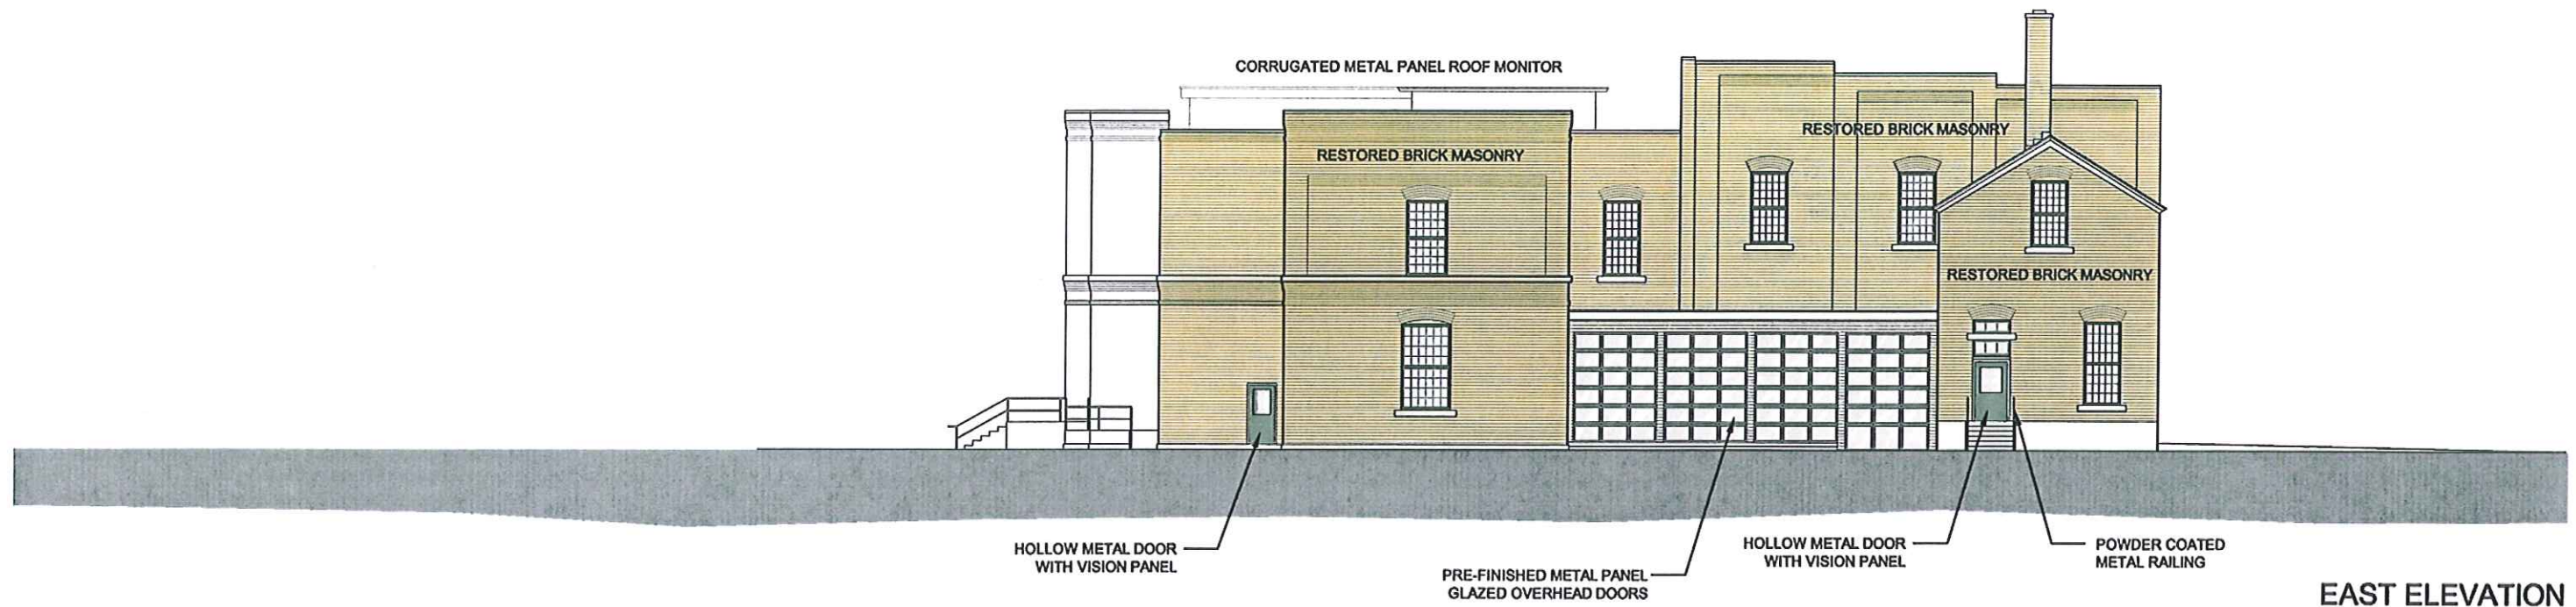 CORRUGATED METAL PANEL ROOF MONITOR
RESTORED BRICK MASONRY
RESTORED BRICK MASONRY
RESTORED BRICK MASONRY
HOLLOW METAL DOOR
WITH VISION PANEL
PRE-FINISHED METAL PANEL
GLAZED OVERHEAD DOORS
HOLLOW METAL DOOR
WITH VISION PANEL
POWDER COATED
METAL RAILING
EAST ELEVATION